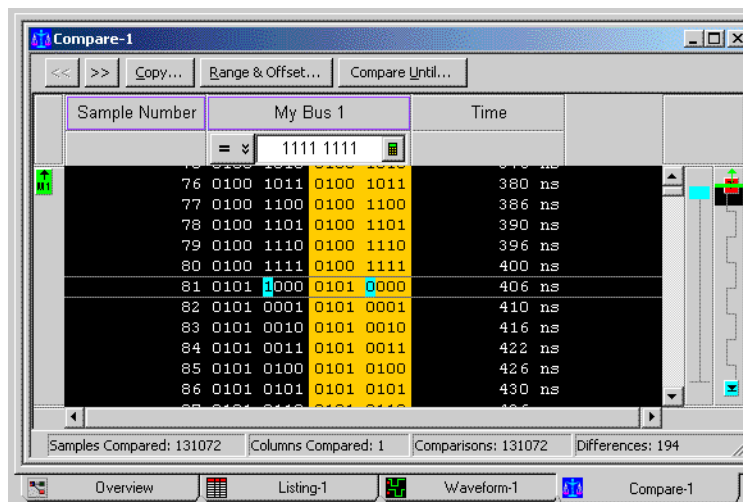 Compare-1
<< >> Copy... Range & Offset... Compare Until...
Sample Number My Bus 1 Time
= 1111 1111
M1
76 0100 1011 0100 1011 380 ns
77 0100 1100 0100 1100 386 ns
78 0100 1101 0100 1101 390 ns
79 0100 1110 0100 1110 396 ns
80 0100 1111 0100 1111 400 ns
81 0101 1000 0101 0000 406 ns
82 0101 0001 0101 0001 410 ns
83 0101 0010 0101 0010 416 ns
84 0101 0011 0101 0011 422 ns
85 0101 0100 0101 0100 426 ns
86 0101 0101 0101 0101 430 ns
Samples Compared: 131072 Columns Compared: 1 Comparisons: 131072 Differences: 194
Overview Listing-1 Waveform-1 Compare-1